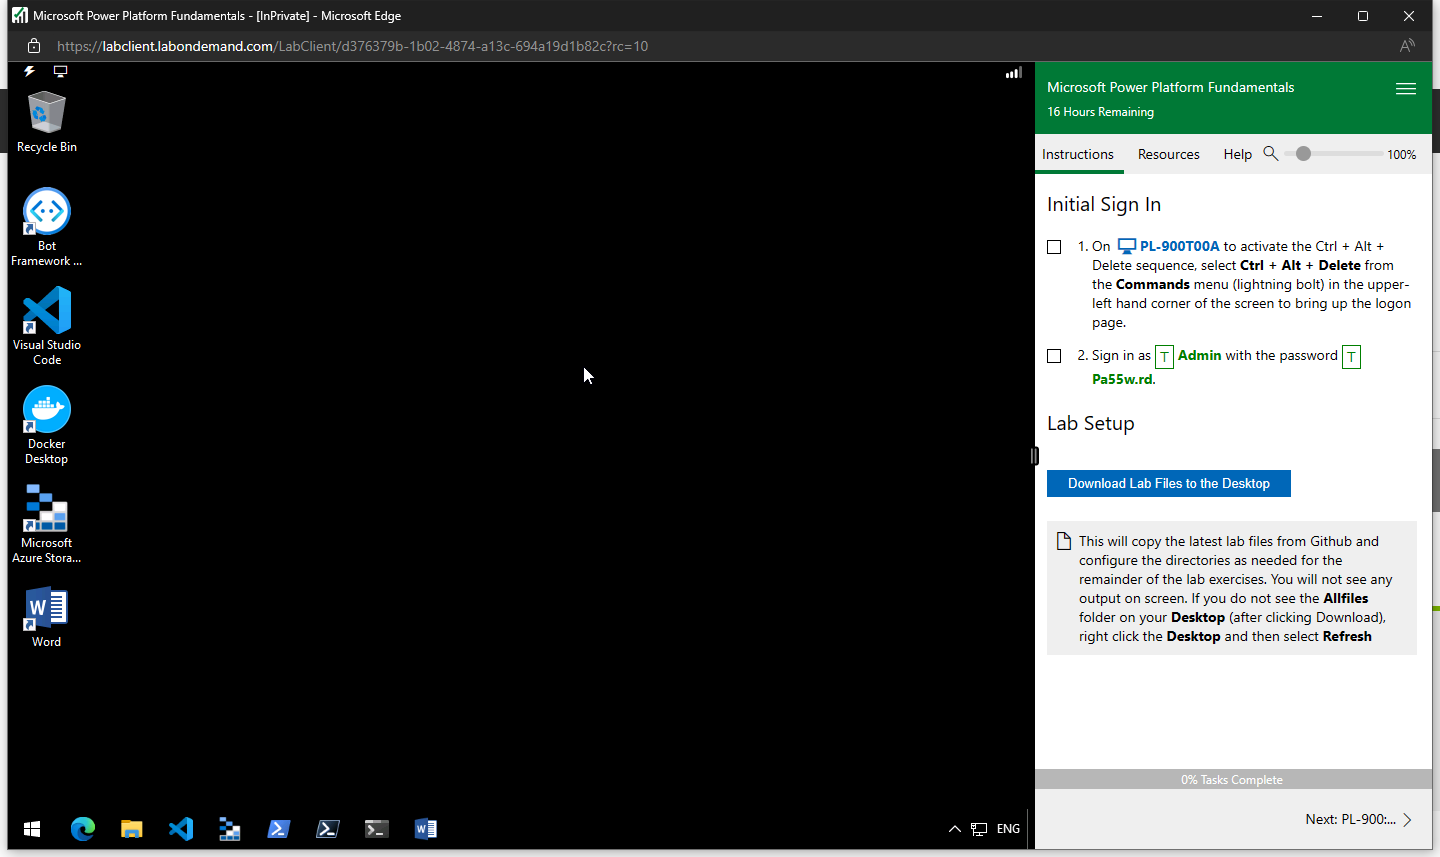 Microsoft Power Platform Fundamentals - [InPrivate] - Microsoft Edge
https://labclient.labondemand.com/LabClient/d376379b-1b02-4874-a13c-694a19d1b82c?rc=10
Recycle Bin
Bot
Framework ...
Visual Studio
Code
Docker
Desktop
Microsoft
Azure Stora...
Word
ENG
Microsoft Power Platform Fundamentals
16 Hours Remaining
Instructions Resources Help 100%
Initial Sign In
1. On PL-900T00A to activate the Ctrl + Alt +
Delete sequence, select Ctrl + Alt + Delete from
the Commands menu (lightning bolt) in the upper-
left hand corner of the screen to bring up the logon
page.
2. Sign in as T Admin with the password T
Pa55w.rd.
Lab Setup
Download Lab Files to the Desktop
This will copy the latest lab files from Github and
configure the directories as needed for the
remainder of the lab exercises. You will not see any
output on screen. If you do not see the Allfiles
folder on your Desktop (after clicking Download),
right click the Desktop and then select Refresh
0% Tasks Complete
Next: PL-900:...